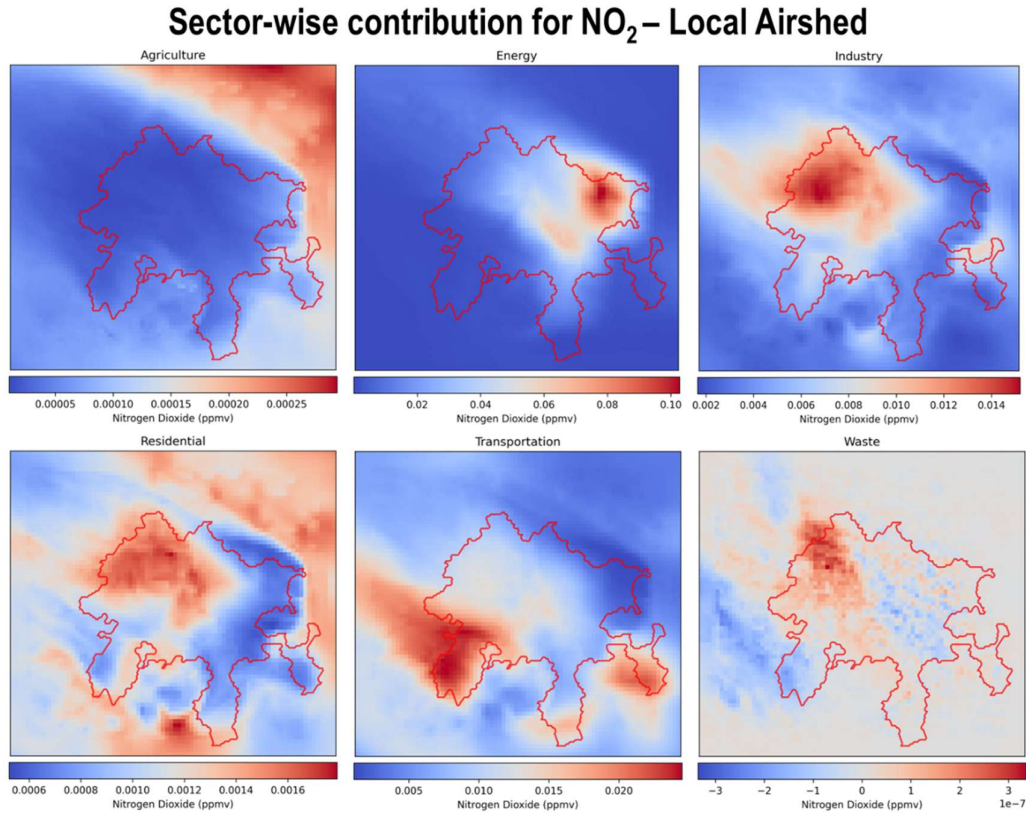 Sector-wise contribution for NO₂ – Local Airshed
Agriculture
0.00005 0.00010 0.00015 0.00020 0.00025
Nitrogen Dioxide (ppmv)
Energy
0.02 0.04 0.06 0.08 0.10
Nitrogen Dioxide (ppmv)
Industry
0.002 0.004 0.006 0.008 0.010 0.012 0.014
Nitrogen Dioxide (ppmv)
Residential
0.0006 0.0008 0.0010 0.0012 0.0014 0.0016
Nitrogen Dioxide (ppmv)
Transportation
0.005 0.010 0.015 0.020
Nitrogen Dioxide (ppmv)
Waste
−3 −2 −1 0 1 2 3
Nitrogen Dioxide (ppmv) 1e−7